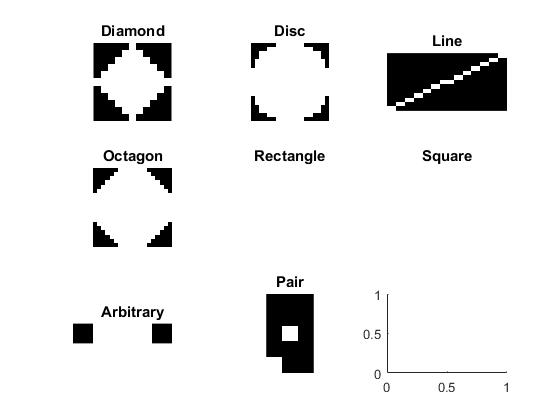 Diamond
Disc
Line
Octagon
Rectangle
Square
Arbitrary
Pair
1
0.5
0
0
0.5
1